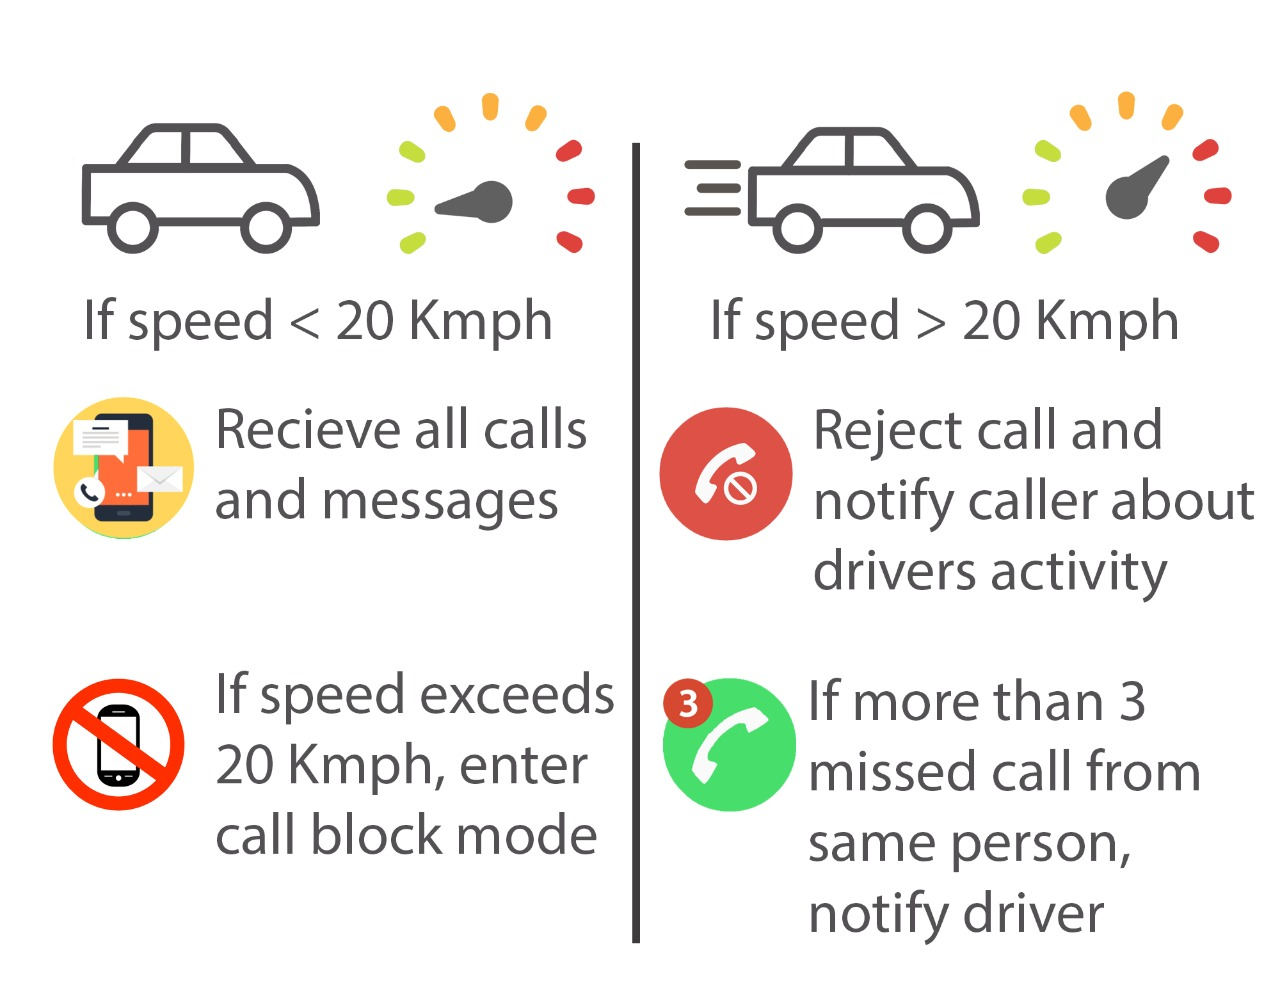 If speed < 20 Kmph
Recieve all calls
and messages
If speed exceeds
20 Kmph, enter
call block mode
If speed > 20 Kmph
Reject call and
notify caller about
drivers activity
3
If more than 3
missed call from
same person,
notify driver